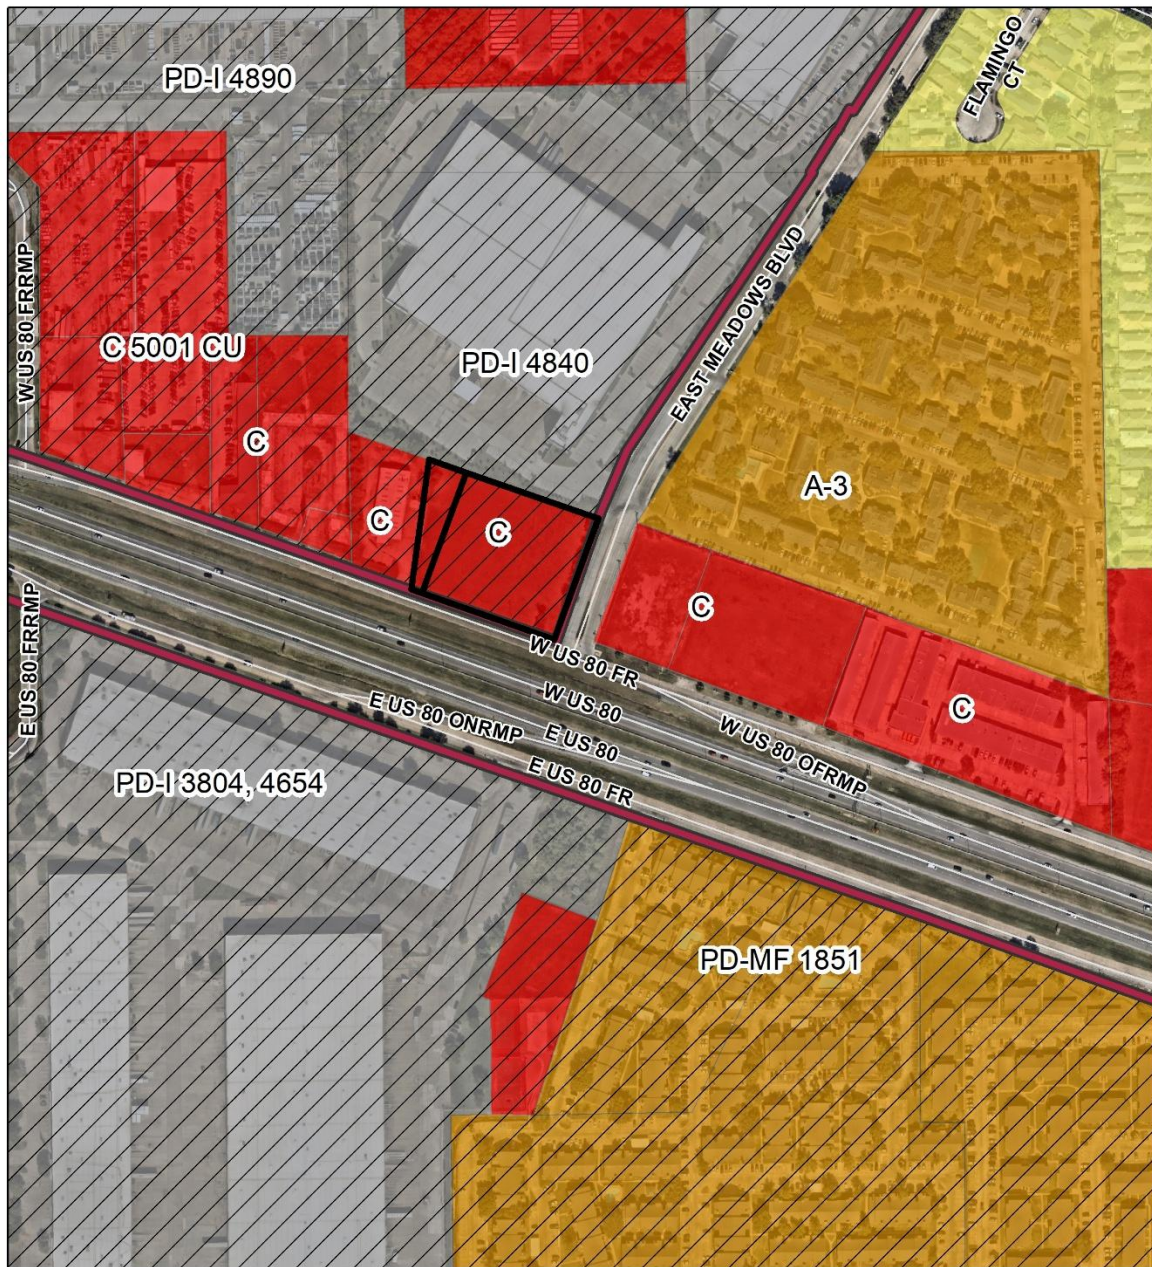 FLAMINGO
CT
PD-I 4890
W US 80 FRRMP
C 5001 CU
PD-I 4840
EAST MEADOWS BLVD
C
A-3
C
C
C
E US 80 FRRMP
W US 80 FR
W US 80
E US 80 ONRMP
E US 80
W US 80 OFRMP
C
E US 80 FR
PD-I 3804, 4654
PD-MF 1851